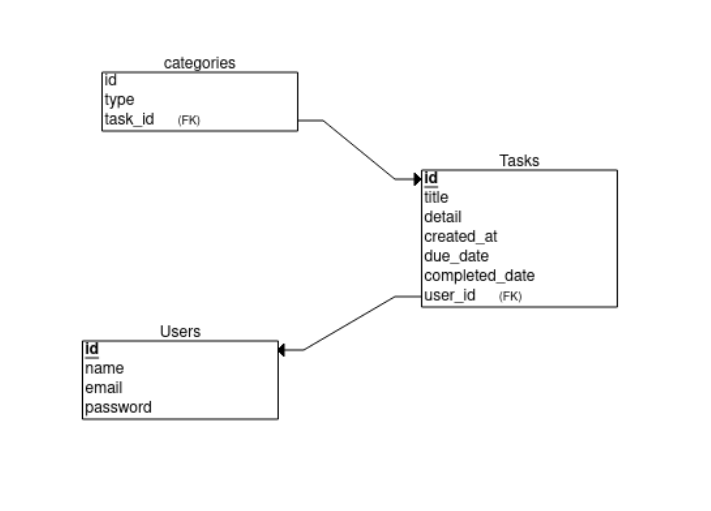 categories
id
type
task_id (FK)
Tasks
id
title
detail
created_at
due_date
completed_date
user_id (FK)
Users
id
name
email
password